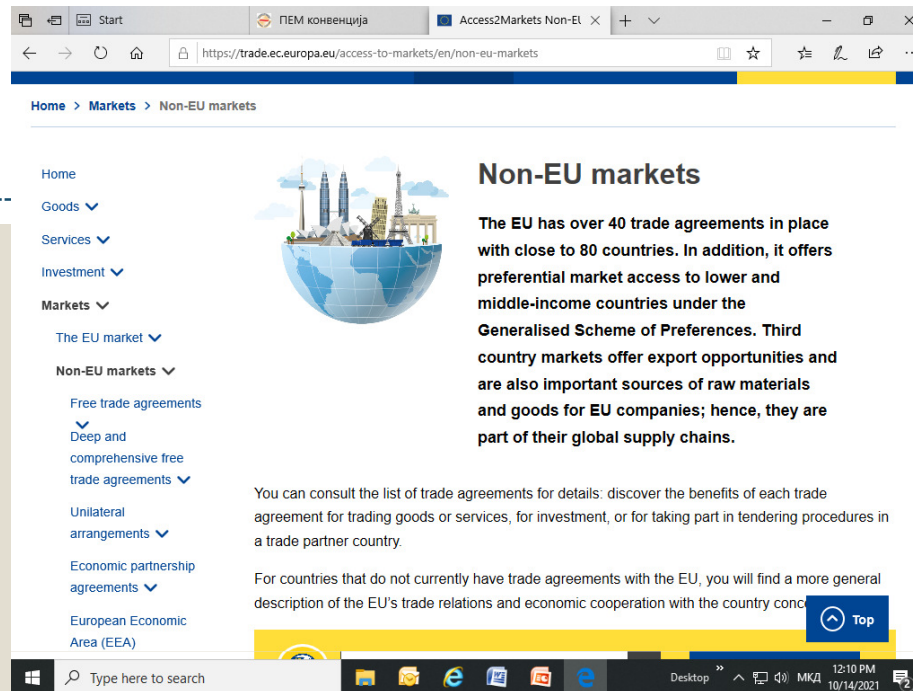 Start
ПЕМ конвенција
Access2Markets Non-EU
https://trade.ec.europa.eu/access-to-markets/en/non-eu-markets
Home > Markets > Non-EU markets
Home
Goods
Services
Investment
Markets
The EU market
Non-EU markets
Free trade agreements
Deep and
comprehensive free
trade agreements
Unilateral
arrangements
Economic partnership
agreements
European Economic
Area (EEA)
Non-EU markets
The EU has over 40 trade agreements in place
with close to 80 countries. In addition, it offers
preferential market access to lower and
middle-income countries under the
Generalised Scheme of Preferences. Third
country markets offer export opportunities and
are also important sources of raw materials
and goods for EU companies; hence, they are
part of their global supply chains.
You can consult the list of trade agreements for details: discover the benefits of each trade
agreement for trading goods or services, for investment, or for taking part in tendering procedures in
a trade partner country.
For countries that do not currently have trade agreements with the EU, you will find a more general
description of the EU's trade relations and economic cooperation with the country
Top
Type here to search
Desktop
МКД
12:10 PM
10/14/2021
2